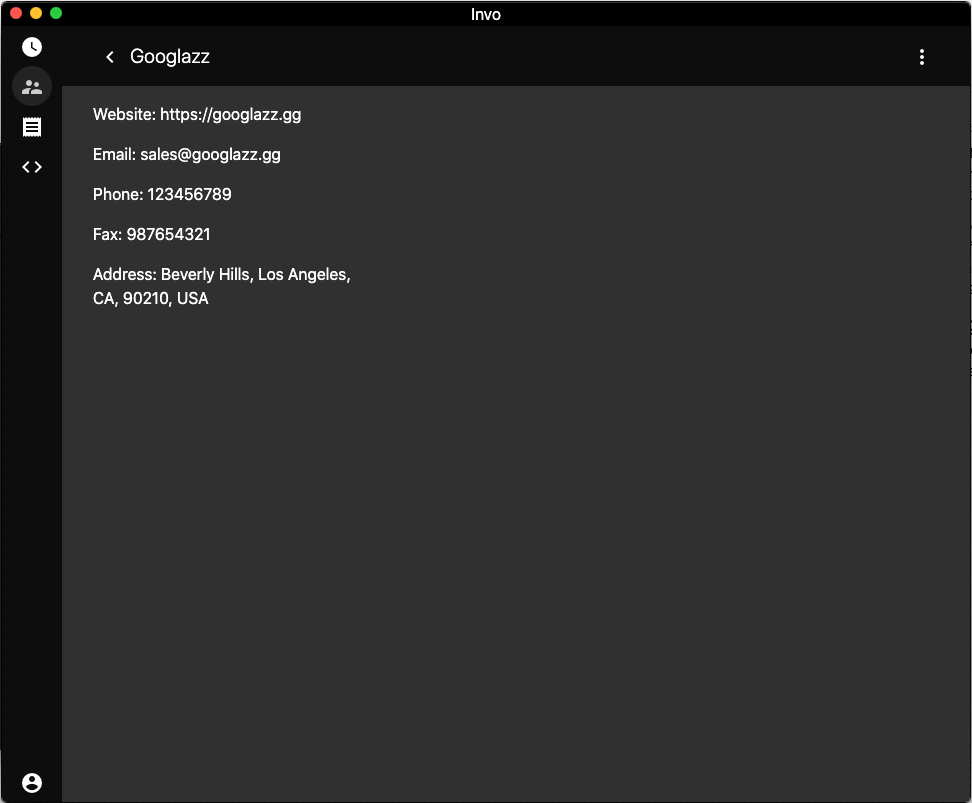 Invo
Googlazz
Website: https://googlazz.gg
Email: sales@googlazz.gg
Phone: 123456789
Fax: 987654321
Address: Beverly Hills, Los Angeles,
CA, 90210, USA